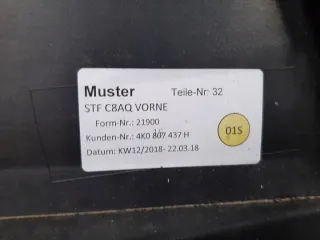 Muster Teile-Nr: 32
STF C8AQ VORNE
Form-Nr.: 21900
Kunden-Nr.: 4K0 807 437 H
Datum: KW12/2018- 22.03.18
015